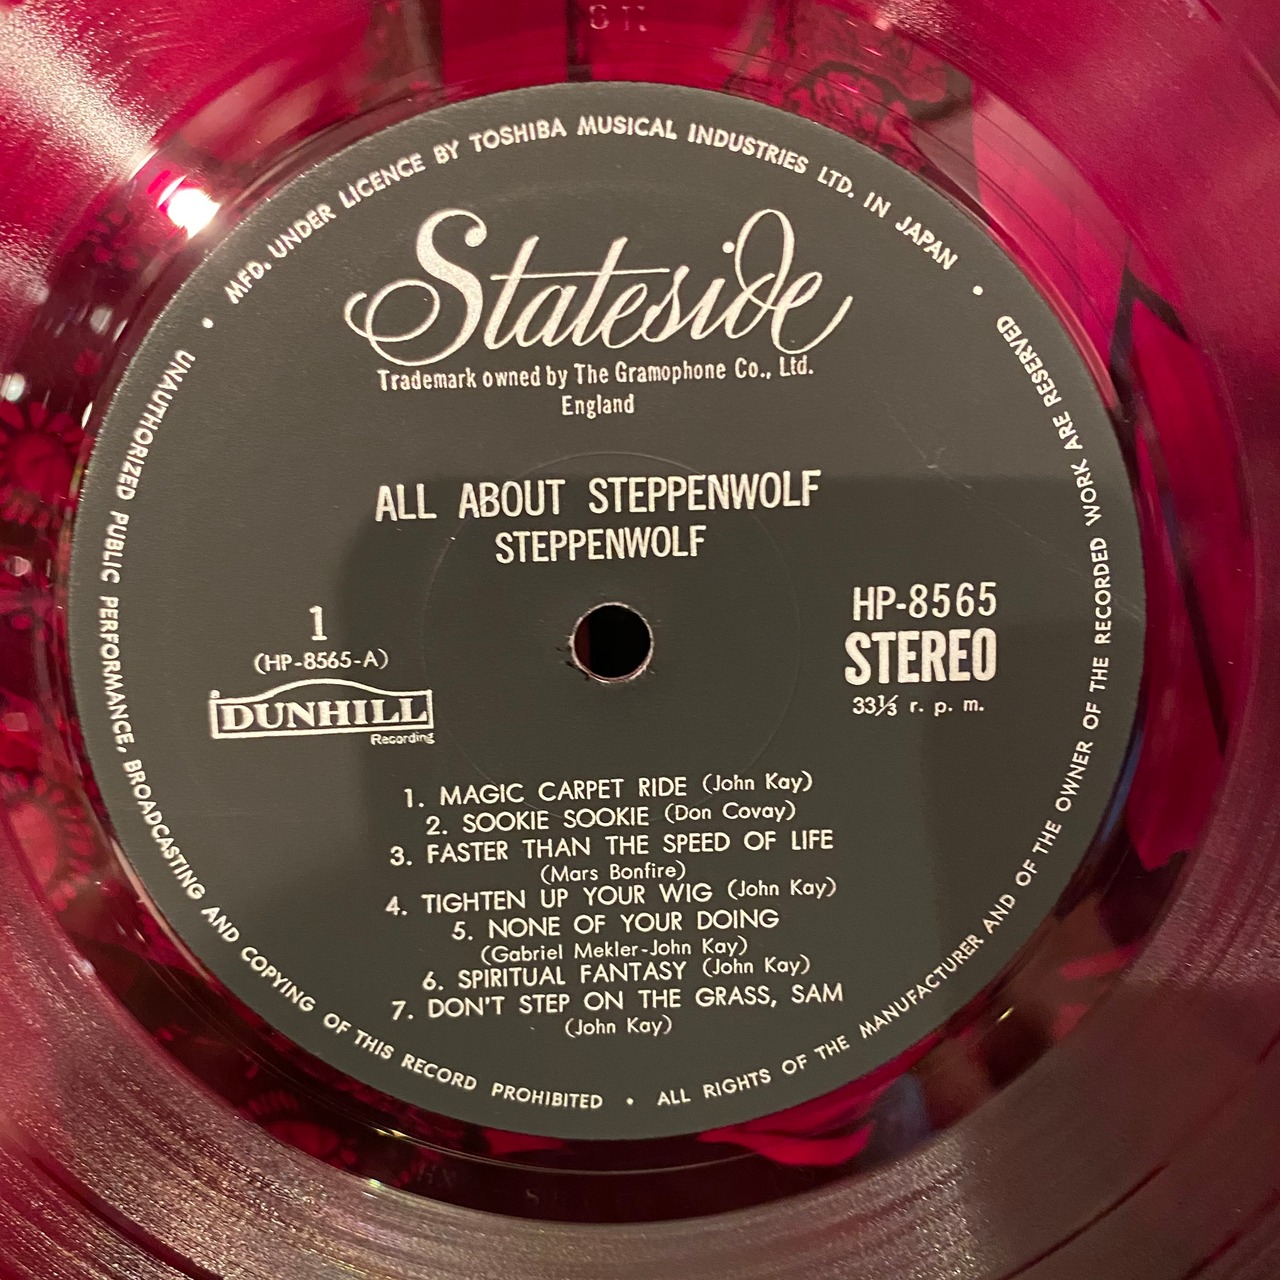 MFD. UNDER LICENCE BY TOSHIBA MUSICAL INDUSTRIES LTD. IN JAPAN
Stateside
Trademark owned by The Gramophone Co., Ltd.
England
ALL ABOUT STEPPENWOLF
STEPPENWOLF
1
(HP-8565-A)
DUNHILL
Recording
HP-8565
STEREO
33⅓ r. p. m.
1. MAGIC CARPET RIDE (John Kay)
2. SOOKIE SOOKIE (Don Covay)
3. FASTER THAN THE SPEED OF LIFE
(Mars Bonfire)
4. TIGHTEN UP YOUR WIG (John Kay)
5. NONE OF YOUR DOING
(Gabriel Mekler-John Kay)
6. SPIRITUAL FANTASY (John Kay)
7. DON'T STEP ON THE GRASS, SAM
(John Kay)
UNAUTHORIZED PUBLIC PERFORMANCE, BROADCASTING AND COPYING OF THIS RECORD PROHIBITED • ALL RIGHTS OF THE MANUFACTURER AND OF THE OWNER OF THE RECORDED WORK ARE RESERVED